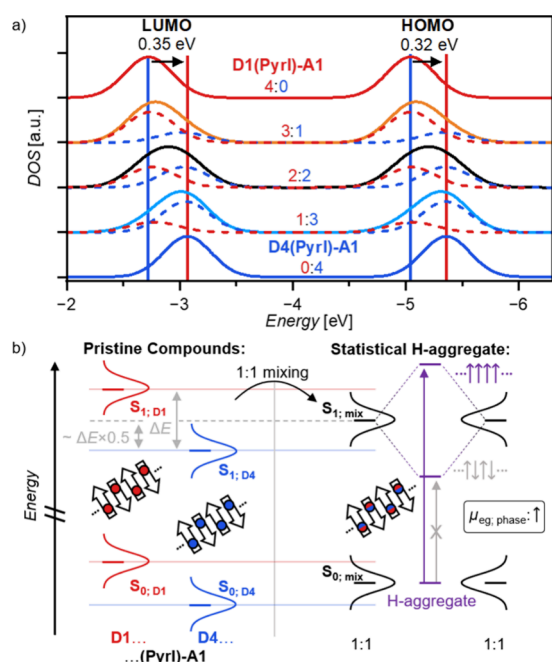 a)
LUMO
HOMO
0.35 eV
0.32 eV
D1(PyrI)-A1
4:0
3:1
2:2
1:3
D4(PyrI)-A1
0:4
DOS [a.u.]
−2
−3
−4
−5
−6
Energy [eV]
b)
Pristine Compounds:
Statistical H-aggregate:
1:1 mixing
S1; D1
S1; mix
ΔE
~ ΔE×0.5
S1; D4
...↑↑↑↑...
...↑↓↑↓...
μeg; phase:↑
Energy
S0; D1
S0; D4
S0; mix
H-aggregate
D1...
D4...
1:1
1:1
...(PyrI)-A1